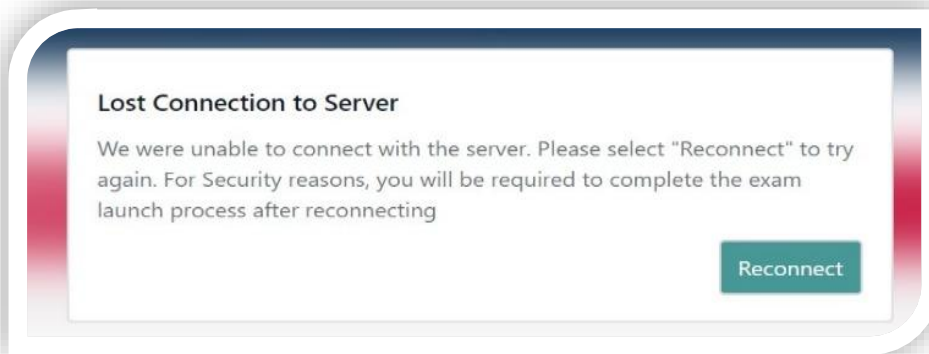 Lost Connection to Server
We were unable to connect with the server. Please select "Reconnect" to try
again. For Security reasons, you will be required to complete the exam
launch process after reconnecting
Reconnect